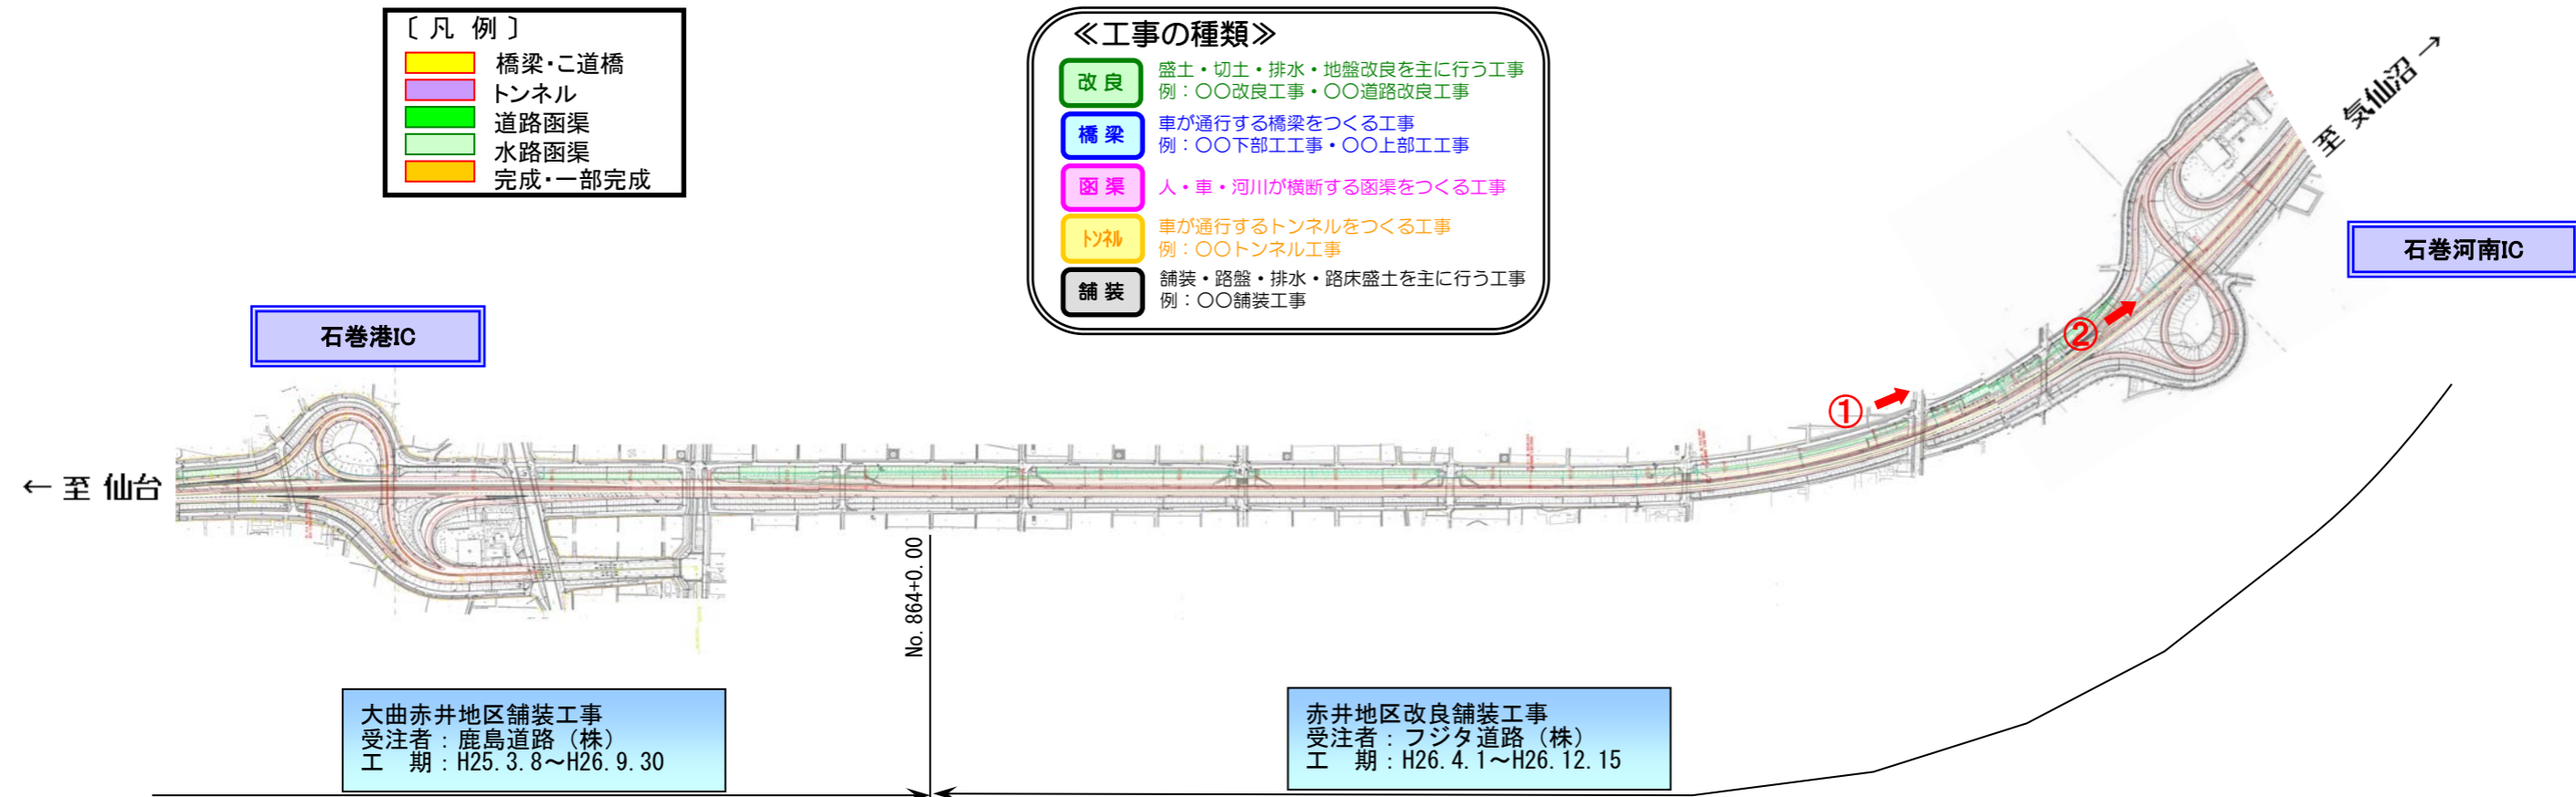 〔 凡 例 〕
橋梁・こ道橋
トンネル
道路函渠
水路函渠
完成・一部完成
≪工事の種類≫
改良
盛土・切土・排水・地盤改良を主に行う工事
例：〇〇改良工事・〇〇道路改良工事
橋梁
車が通行する橋梁をつくる工事
例：〇〇下部工工事・〇〇上部工工事
函渠
人・車・河川が横断する函渠をつくる工事
トンネル
車が通行するトンネルをつくる工事
例：〇〇トンネル工事
舗装
舗装・路盤・排水・路床盛土を主に行う工事
例：〇〇舗装工事
至 気仙沼 →
石巻河南IC
石巻港IC
②
①
← 至 仙台
No.864+0.00
大曲赤井地区舗装工事
受注者：鹿島道路（株）
工　期：H25.3.8～H26.9.30
赤井地区改良舗装工事
受注者：フジタ道路（株）
工　期：H26.4.1～H26.12.15